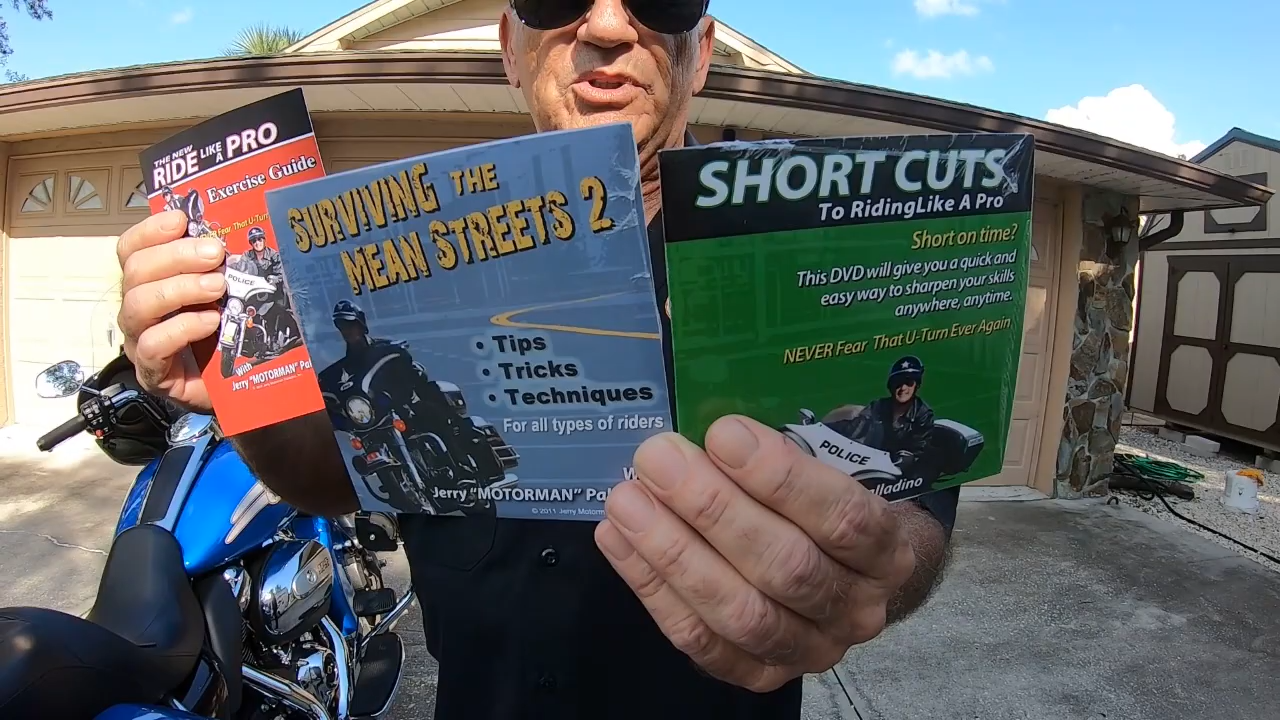 THE NEW
RIDE LIKE A PRO
Exercise Guide
Fear That U-Turn
POLICE
With
Jerry "MOTORMAN"
SURVIVING THE
MEAN STREETS 2
• Tips
• Tricks
• Techniques
For all types of riders
Jerry "MOTORMAN"
© 2011 Jerry
SHORT CUTS
To RidingLike A Pro
Short on time?
This DVD will give you a quick and
easy way to sharpen your skills
anywhere, anytime.
NEVER Fear That U-Turn Ever Again
POLICE